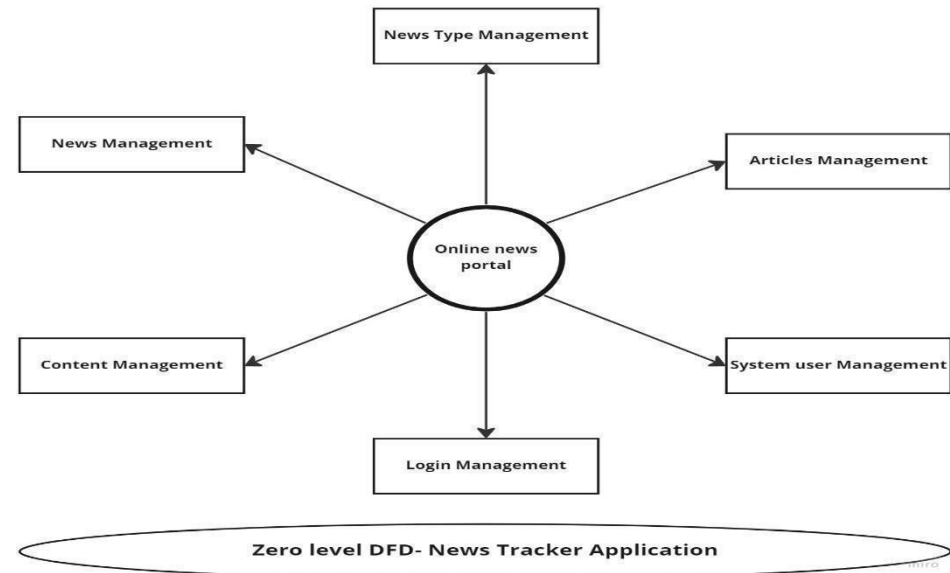 News Type Management
News Management
Articles Management
Online news
portal
Content Management
System user Management
Login Management
Zero level DFD- News Tracker Application
miro